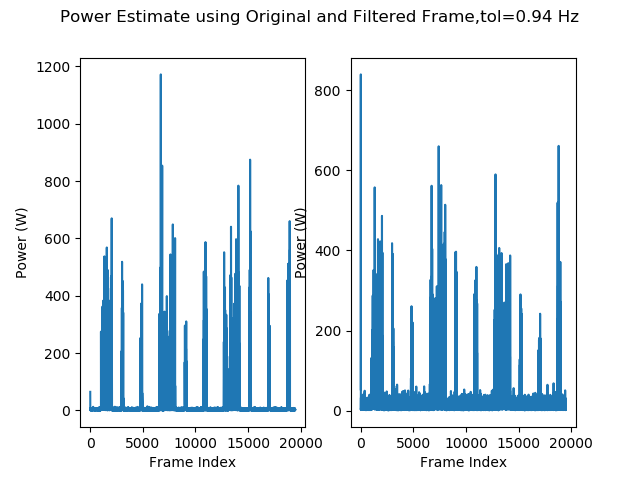 Power Estimate using Original and Filtered Frame,tol=0.94 Hz
Power (W)
1200
1000
800
600
400
200
0
0 5000 10000 15000 20000
Frame Index
Power (W)
800
600
400
200
0
0 5000 10000 15000 20000
Frame Index